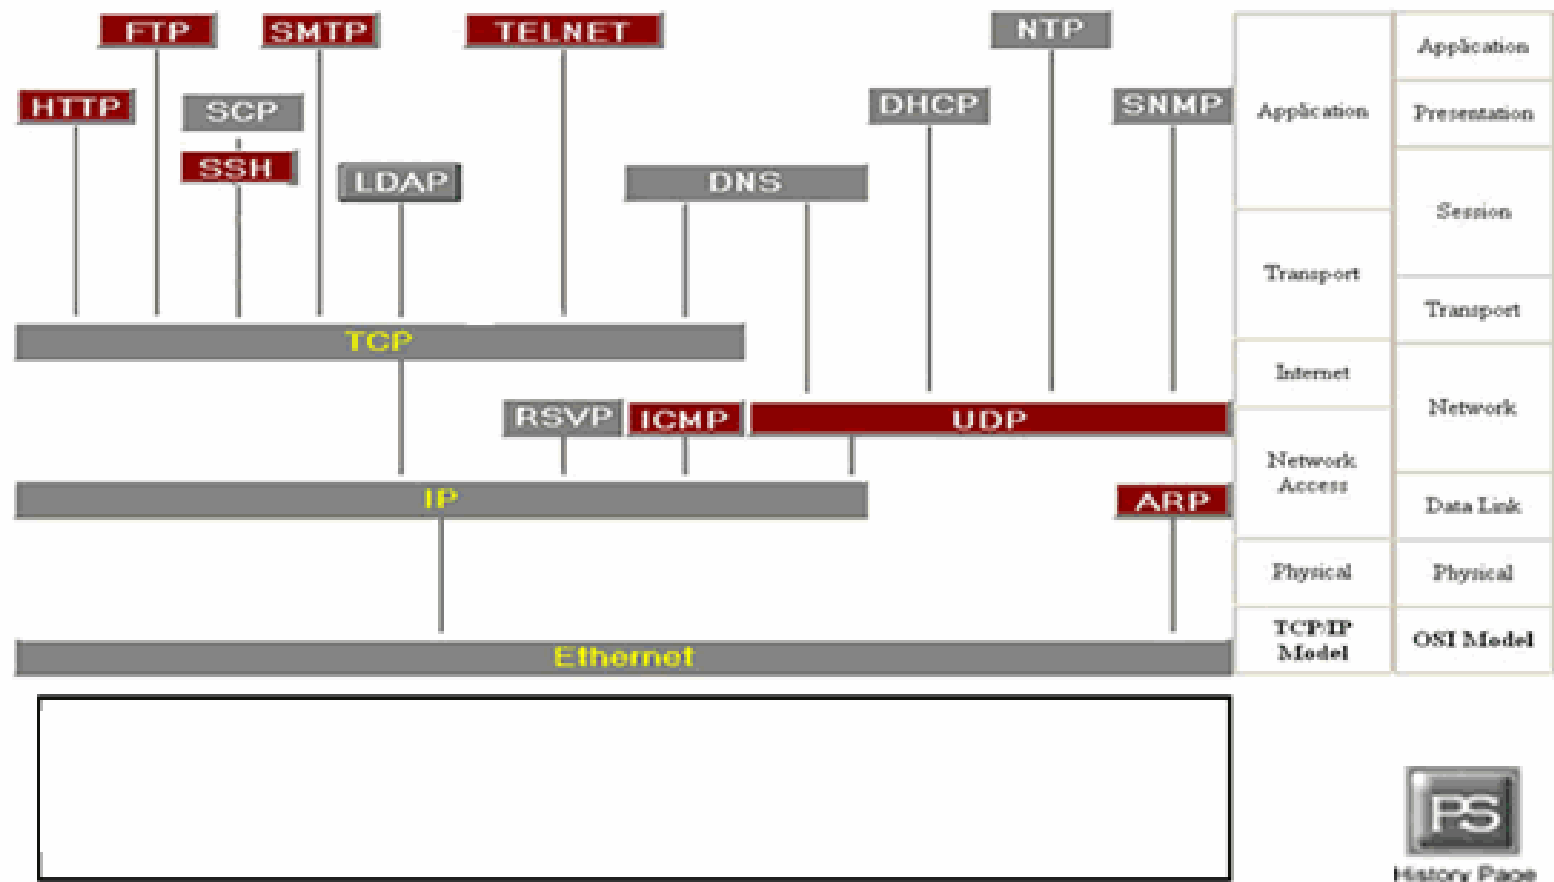 FTP
SMTP
TELNET
NTP
HTTP
SCP
DHCP
SNMP
SSH
LDAP
DNS
TCP
RSVP
ICMP
UDP
IP
ARP
Ethernet
Application
Transport
Internet
Network
Access
Physical
TCP/IP
Model
Application
Presentation
Session
Transport
Network
Data Link
Physical
OSI Model
PS
History Page